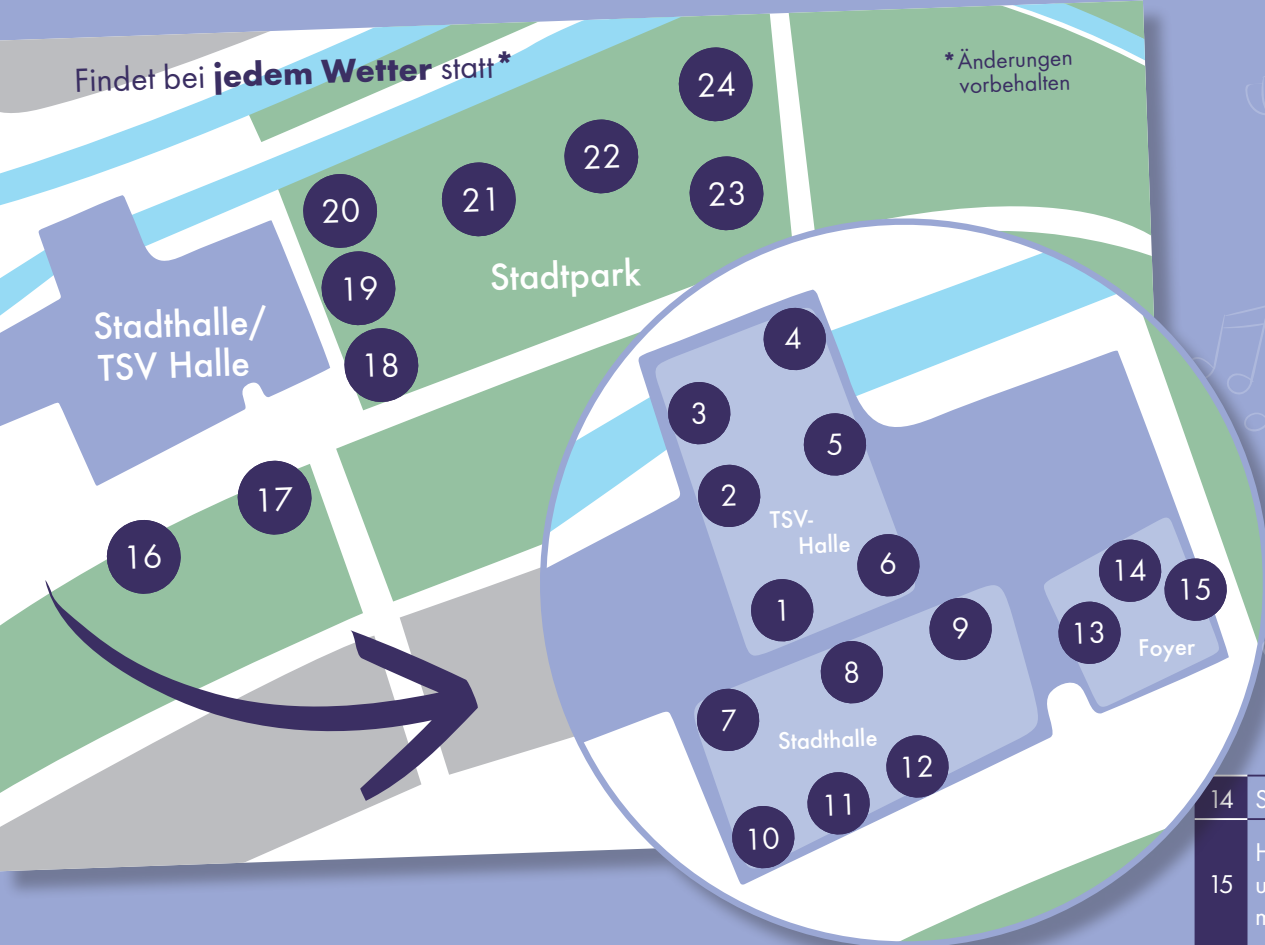 Findet bei jedem Wetter statt*
*Änderungen
vorbehalten
24
22
23
21
20
19
18
Stadtpark
Stadthalle/
TSV Halle
17
16
4
3
5
2
TSV-
Halle
6
1
14
15
13
Foyer
9
8
7
Stadthalle
12
11
10
14
15